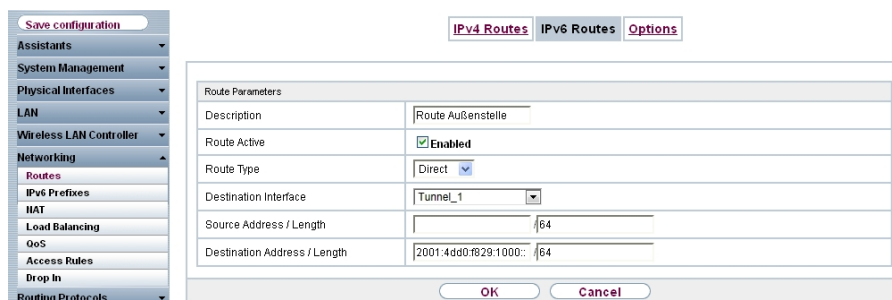 Save configuration
Assistants
System Management
Physical Interfaces
LAN
Wireless LAN Controller
Networking
Routes
IPv6 Prefixes
NAT
Load Balancing
QoS
Access Rules
Drop In
Routing Protocols
IPv4 Routes IPv6 Routes Options
Route Parameters
Description Route Außenstelle
Route Active Enabled
Route Type Direct
Destination Interface Tunnel_1
Source Address / Length / 64
Destination Address / Length 2001:4dd0:f829:1000:: / 64
OK Cancel